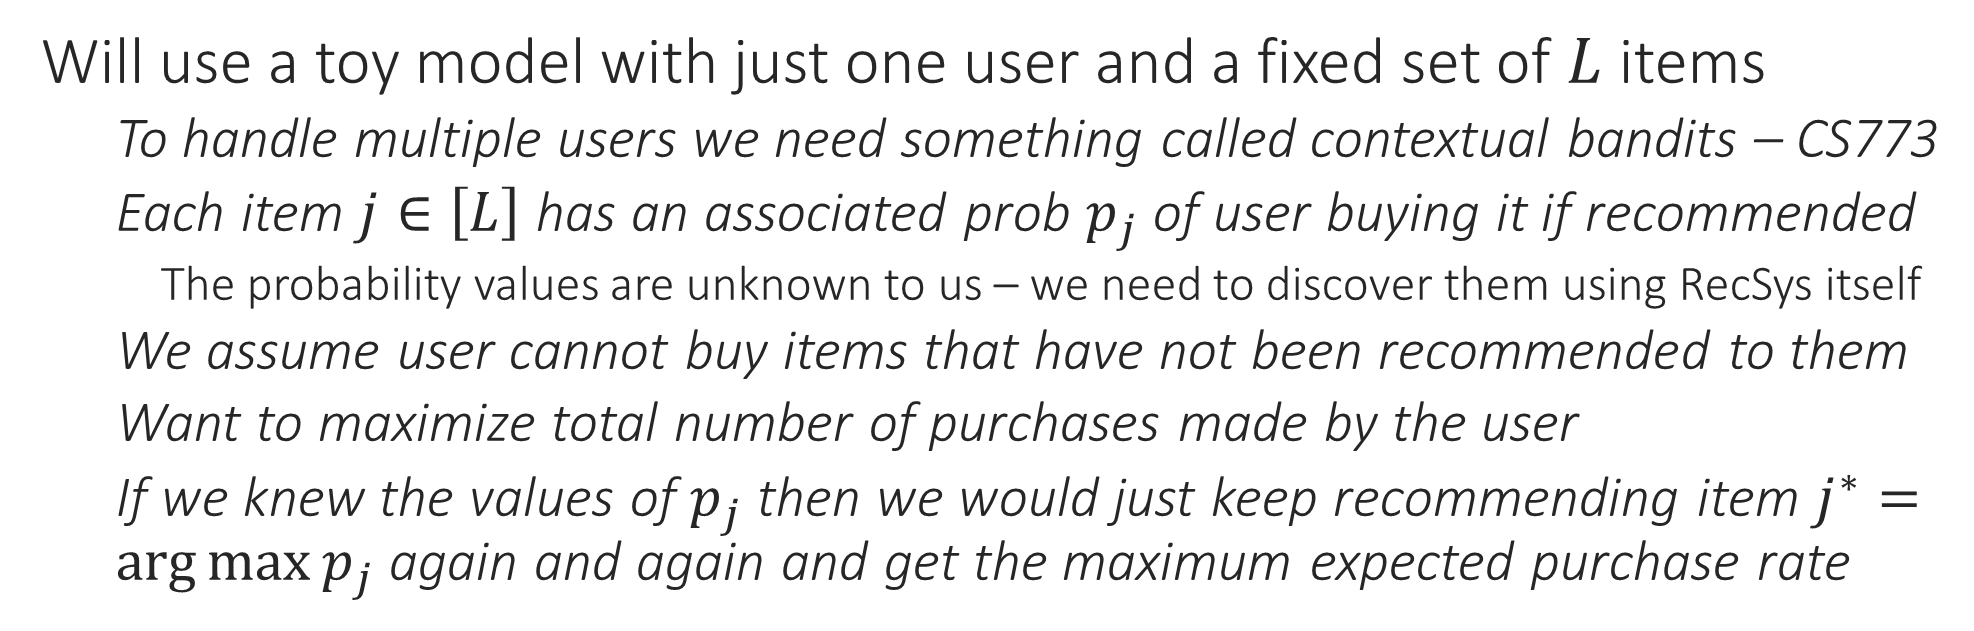 Will use a toy model with just one user and a fixed set of L items
To handle multiple users we need something called contextual bandits – CS773
Each item j ∈ [L] has an associated prob p_j of user buying it if recommended
The probability values are unknown to us – we need to discover them using RecSys itself
We assume user cannot buy items that have not been recommended to them
Want to maximize total number of purchases made by the user
If we knew the values of p_j then we would just keep recommending item j* =
arg max p_j again and again and get the maximum expected purchase rate